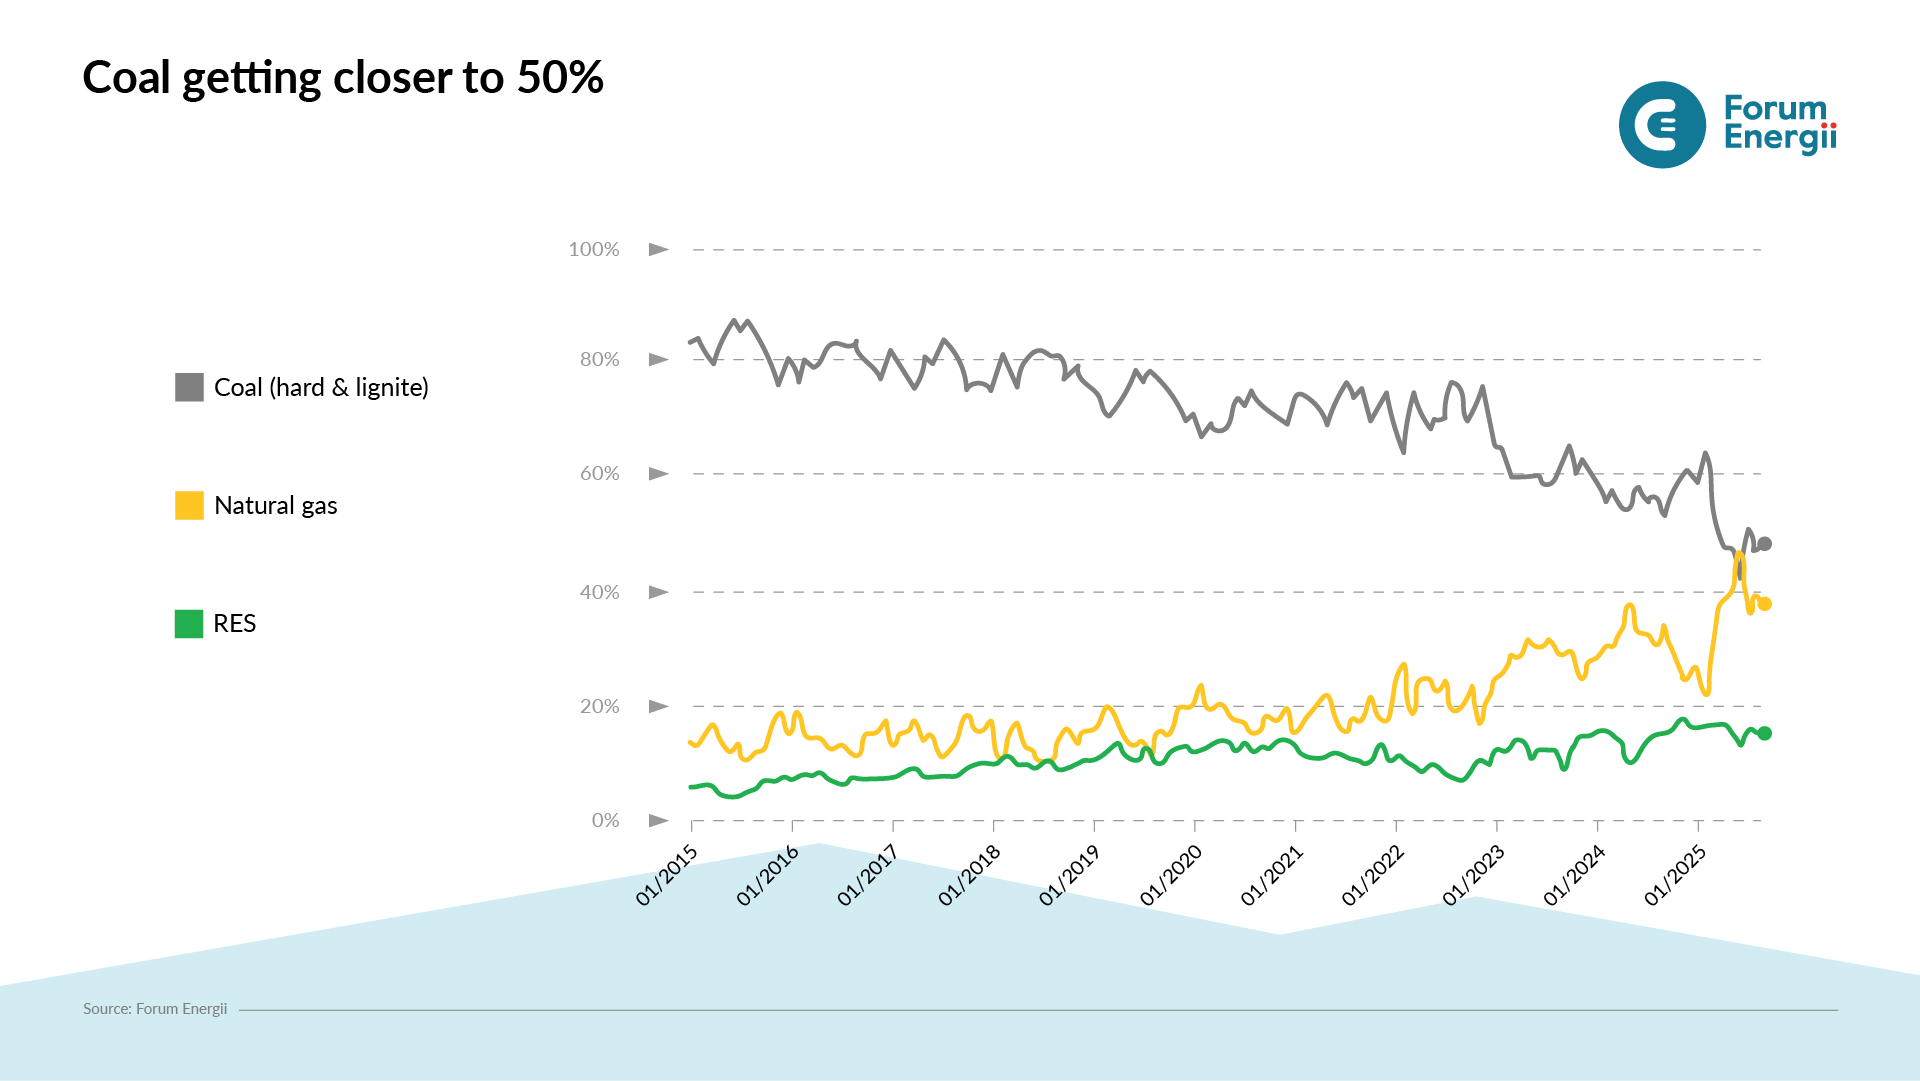 Coal getting closer to 50%
Forum
Energii
100%
80%
60%
40%
20%
0%
Coal (hard & lignite)
Natural gas
RES
01/2015
01/2016
01/2017
01/2018
01/2019
01/2020
01/2021
01/2022
01/2023
01/2024
01/2025
Source: Forum Energii